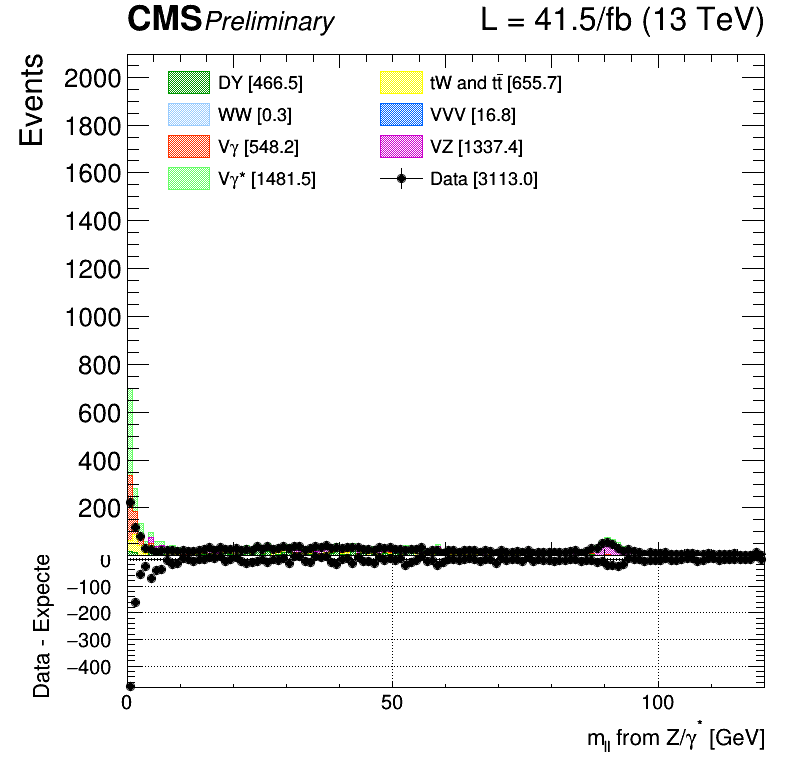 CMS Preliminary L = 41.5/fb (13 TeV)
Events
2000
1800
1600
1400
1200
1000
800
600
400
200
DY [466.5]
WW [0.3]
Vγ [548.2]
Vγ* [1481.5]
tW and tt̄ [655.7]
VVV [16.8]
VZ [1337.4]
Data [3113.0]
Data - Expecte
0
−100
−200
−300
−400
0 50 100
m_ll from Z/γ* [GeV]